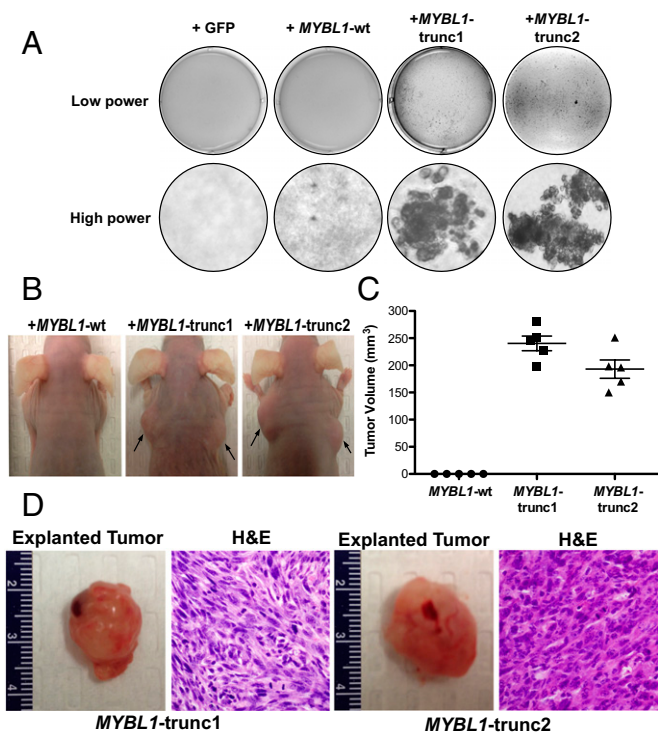 A
+ GFP
+ MYBL1-wt
+MYBL1-
trunc1
+MYBL1-
trunc2
Low power
High power
B
+MYBL1-wt
+MYBL1-trunc1
+MYBL1-trunc2
C
Tumor Volume (mm³)
300
250
200
150
100
50
0
MYBL1-wt
MYBL1-
trunc1
MYBL1-
trunc2
D
Explanted Tumor
H&E
Explanted Tumor
H&E
2
3
4
2
3
4
MYBL1-trunc1
MYBL1-trunc2